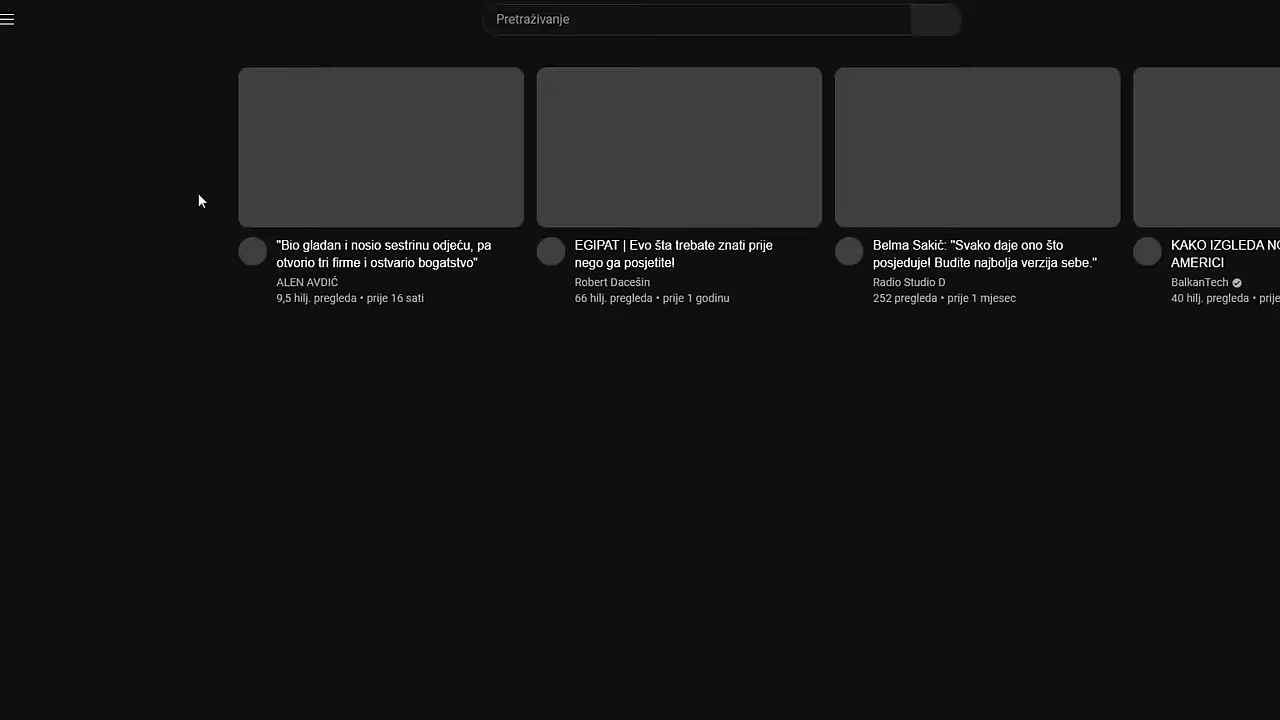 Pretraživanje
"Bio gladan i nosio sestrinu odjeću, pa
otvorio tri firme i ostvario bogatstvo"
ALEN AVDIĆ
9,5 hilj. pregleda • prije 16 sati
EGIPAT | Evo šta trebate znati prije
nego ga posjetite!
Robert Dacešin
66 hilj. pregleda • prije 1 godinu
Belma Sakić: "Svako daje ono što
posjeduje! Budite najbolja verzija sebe."
Radio Studio D
252 pregleda • prije 1 mjesec
KAKO IZGLEDA
AMERICI
BalkanTech
40 hilj. pregleda • prije